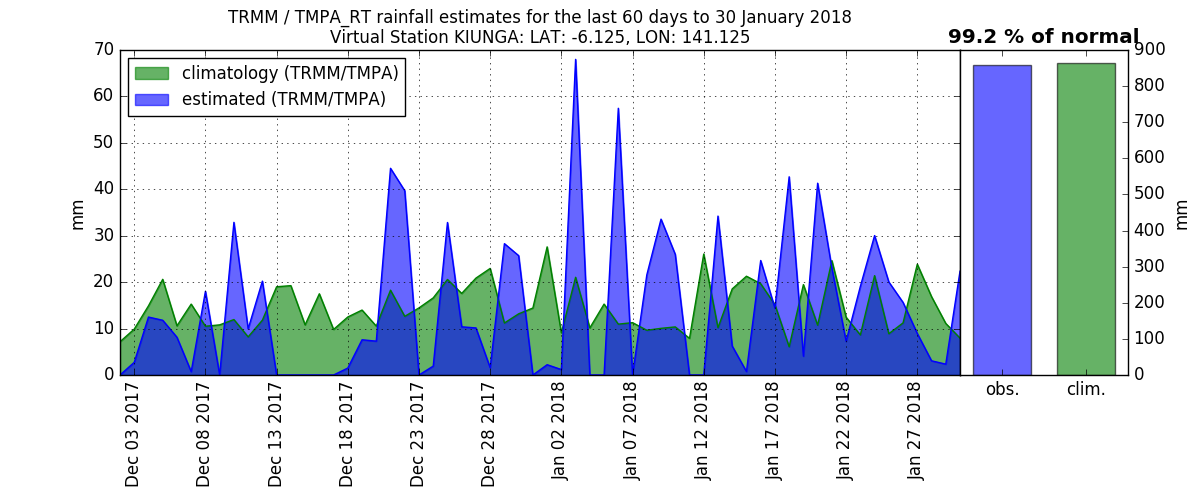 TRMM / TMPA_RT rainfall estimates for the last 60 days to 30 January 2018
Virtual Station KIUNGA: LAT: -6.125, LON: 141.125
99.2 % of normal
climatology (TRMM/TMPA)
estimated (TRMM/TMPA)
mm
70
60
50
40
30
20
10
0
Dec 03 2017
Dec 08 2017
Dec 13 2017
Dec 18 2017
Dec 23 2017
Dec 28 2017
Jan 02 2018
Jan 07 2018
Jan 12 2018
Jan 17 2018
Jan 22 2018
Jan 27 2018
900
800
700
600
500
400
300
200
100
0
mm
obs.
clim.